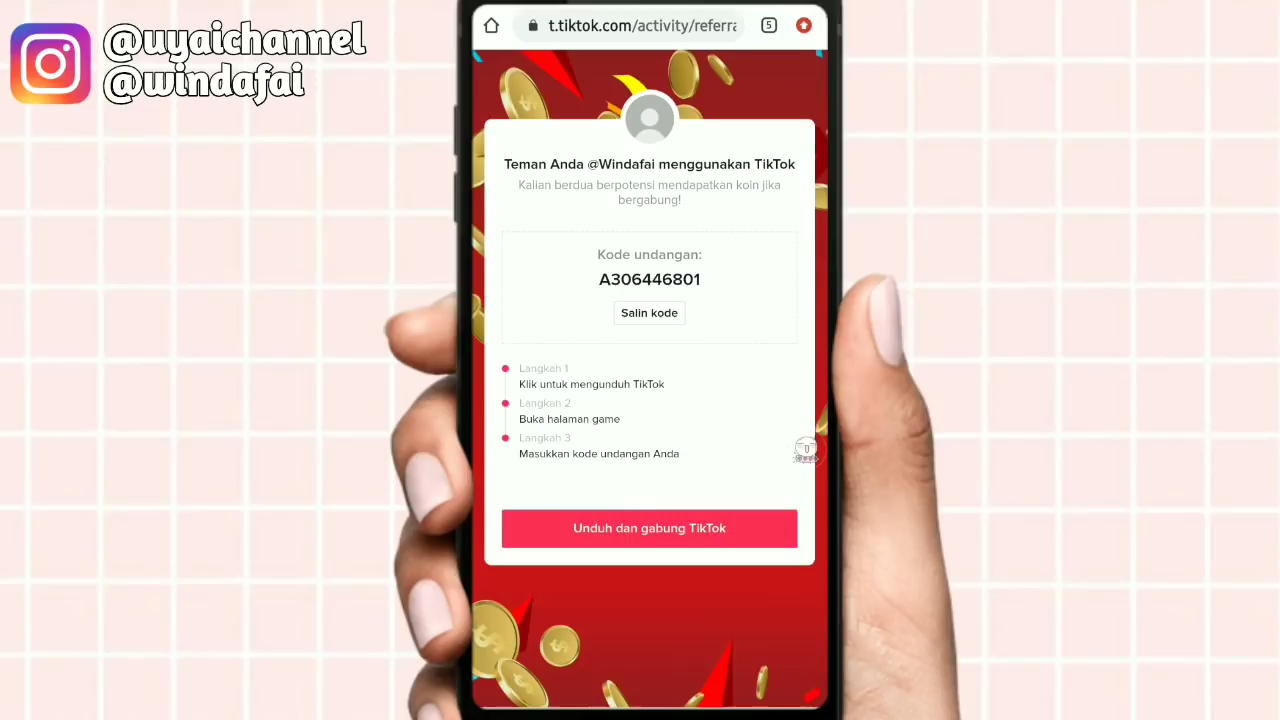 @uyaichannel
@windafai
t.tiktok.com/activity/referra
5
Teman Anda @Windafai menggunakan TikTok
Kalian berdua berpotensi mendapatkan koin jika
bergabung!
Kode undangan:
A306446801
Salin kode
Langkah 1
Klik untuk mengunduh TikTok
Langkah 2
Buka halaman game
Langkah 3
Masukkan kode undangan Anda
Unduh dan gabung TikTok